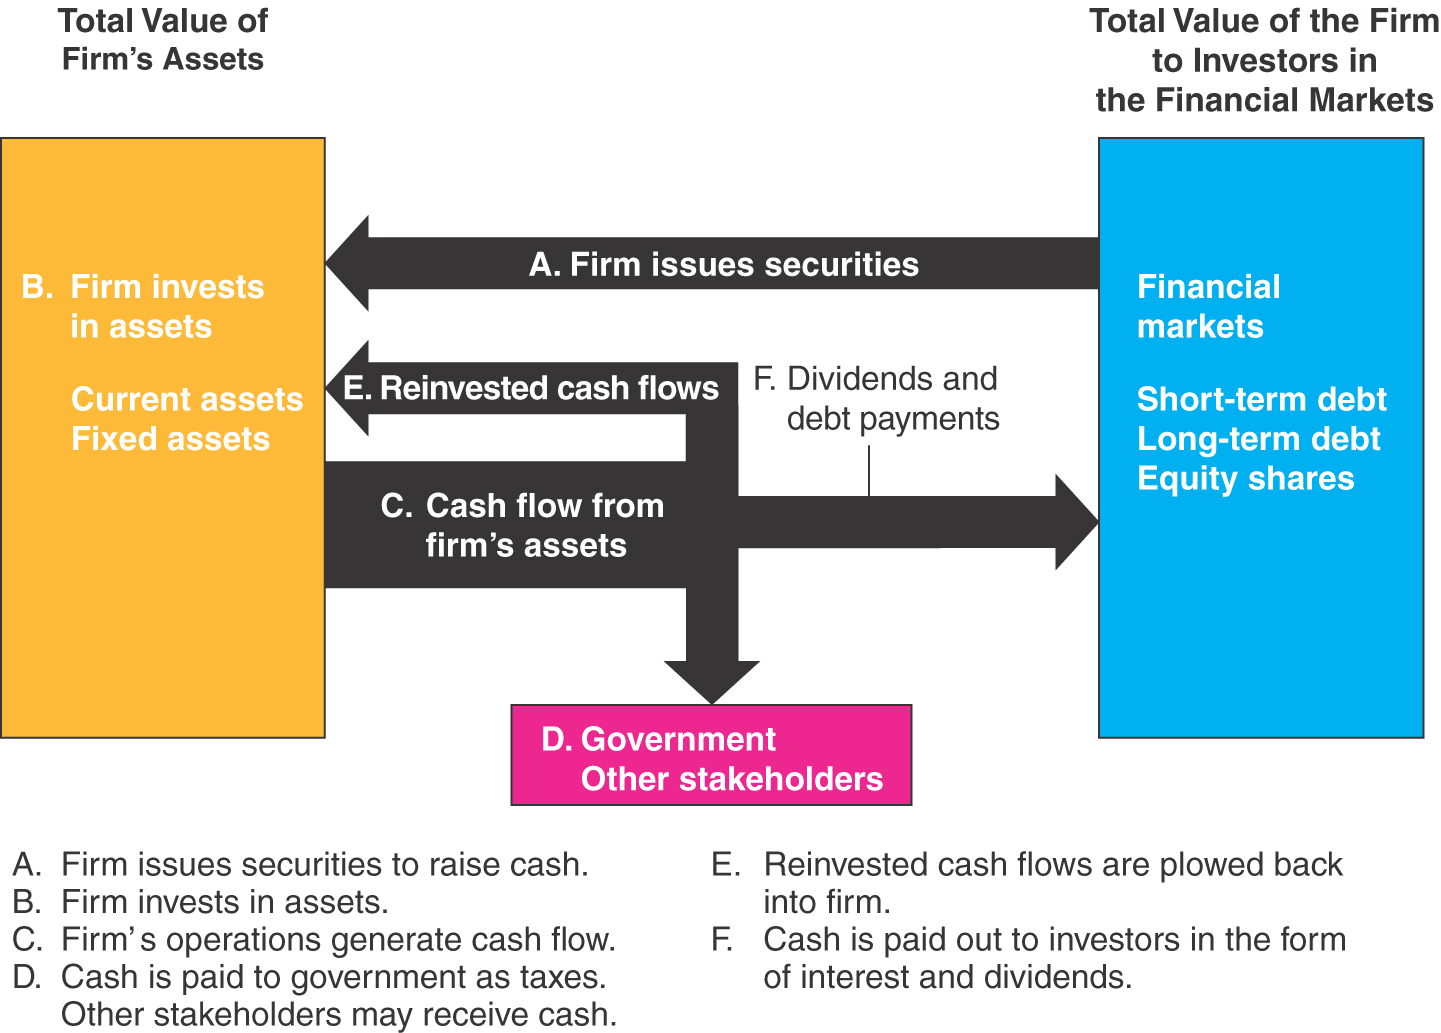 Total Value of
Firm’s Assets
Total Value of the Firm
to Investors in
the Financial Markets
A. Firm issues securities
B. Firm invests
in assets
Current assets
Fixed assets
Financial
markets
Short-term debt
Long-term debt
Equity shares
E. Reinvested cash flows
F. Dividends and
debt payments
C. Cash flow from
firm’s assets
D. Government
Other stakeholders
A. Firm issues securities to raise cash.
B. Firm invests in assets.
C. Firm’s operations generate cash flow.
D. Cash is paid to government as taxes.
Other stakeholders may receive cash.
E. Reinvested cash flows are plowed back
into firm.
F. Cash is paid out to investors in the form
of interest and dividends.